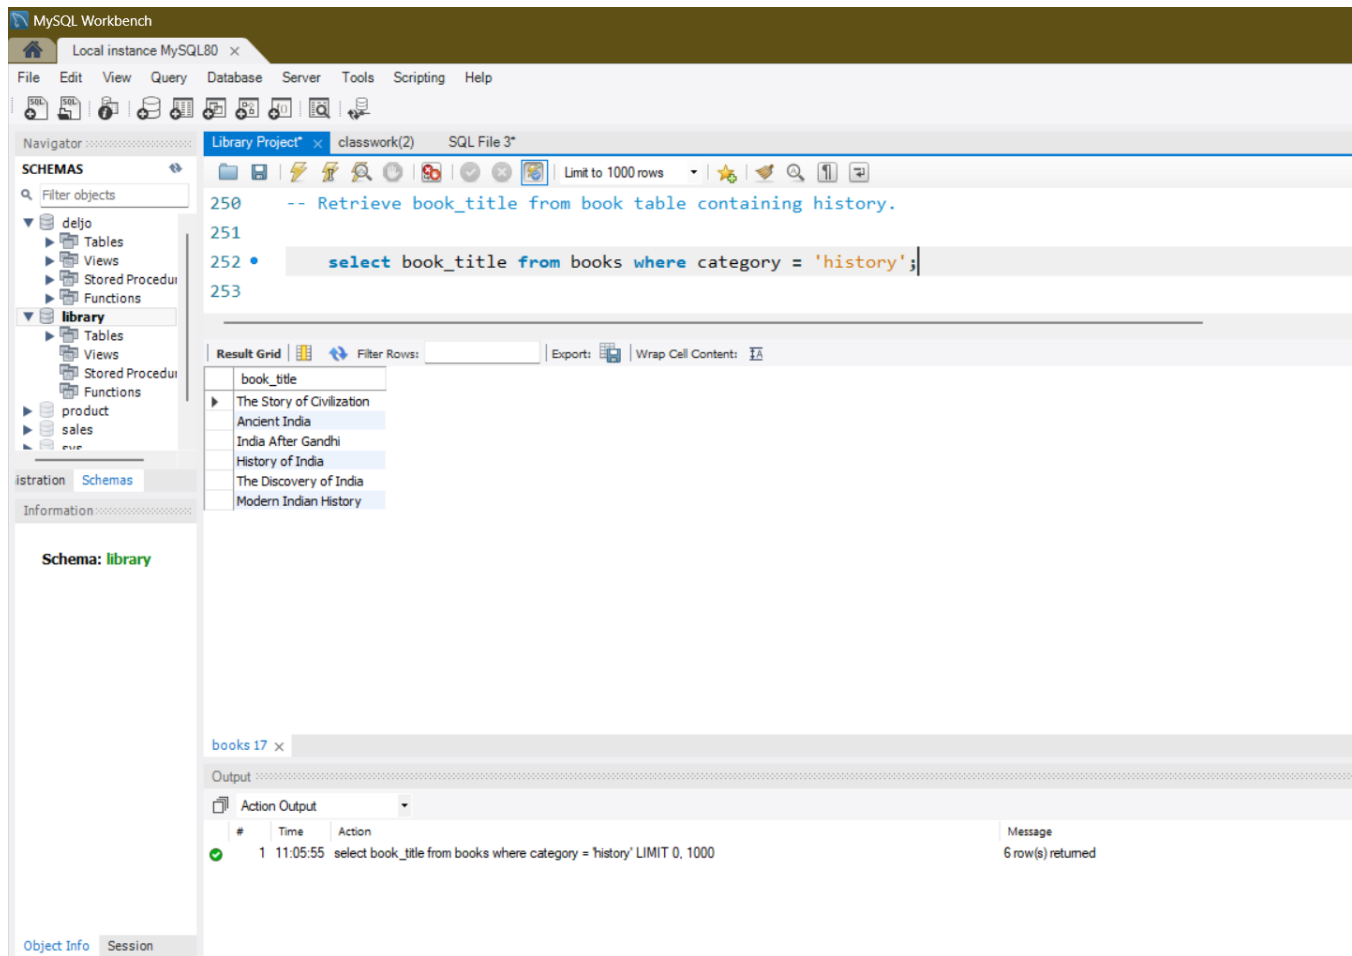 MySQL Workbench
Local instance MySQL80
File Edit View Query Database Server Tools Scripting Help
Navigator
SCHEMAS
Filter objects
deljo
Tables
Views
Stored Procedur
Functions
library
Tables
Views
Stored Procedur
Functions
product
sales
sys
istration Schemas
Information
Schema: library
Object Info Session
Library Project* classwork(2) SQL File 3*
Limit to 1000 rows
250 -- Retrieve book_title from book table containing history.
251
252 select book_title from books where category = 'history';
253
Result Grid Filter Rows: Export: Wrap Cell Content:
book_title
The Story of Civilization
Ancient India
India After Gandhi
History of India
The Discovery of India
Modern Indian History
books 17
Output
Action Output
# Time Action Message
1 11:05:55 select book_title from books where category = 'history' LIMIT 0, 1000 6 row(s) returned